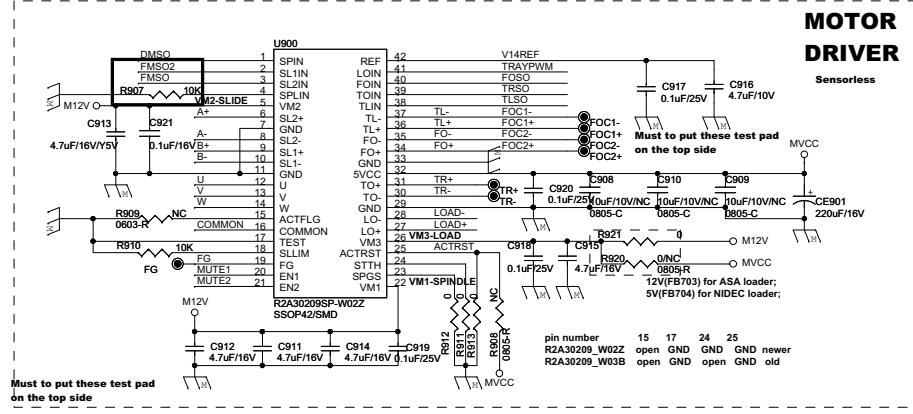 MOTOR
DRIVER
Sensorless
U900
DMSO 1 SPIN REF 42 V14REF
FMSO2 2 SL1IN LOIN 41 TRAYPWM
FMSO 3 SL2IN FOIN 40 FOSO
R907 10K 4 SPLIN TOIN 39 TRSO
M12V VM2-SLIDE 5 VM2 TLIN 38 TLSO
A+ 6 SL2+ TL- 37 TL- FOC1- FOC1-
7 GND TL+ 36 TL+ FOC1+ FOC1+
A- 8 SL2- FO- 35 FO- FOC2- FOC2-
B+ 9 SL1+ FO+ 34 FO+ FOC2+ FOC2+
B- 10 SL1- GND 33
11 GND 5VCC 32
U 12 U TO+ 31 TR+ TR+
V 13 V TO- 30 TR- TR-
W 14 W GND 29
15 ACTFLG LO- 28 LOAD-
COMMON 16 COMMON LO+ 27 LOAD+
17 TEST VM3 26 VM3-LOAD
18 SLLIM ACTRST 25 ACTRST
FG FG 19 FG STTH 24
MUTE1 20 EN1 SPGS 23
MUTE2 21 EN2 VM1 22 VM1-SPINDLE
R2A30209SP-W02Z
SSOP42/SMD
C913
4.7uF/16V/Y5V
C921
0.1uF/16V
C917
0.1uF/25V
C916
4.7uF/10V
Must to put these test pad
on the top side
MVCC
C920
0.1uF/25V
C908
10uF/10V/NC
0805-C
C910
10uF/10V/NC
0805-C
C909
10uF/10V/NC
0805-C
CE901
220uF/16V
R909 NC
0603-R
R910 10K
C918
0.1uF/25V
C915
4.7uF/16V
R921 0 M12V
R920 0/NC MVCC
0805-R
12V(FB703) for ASA loader;
5V(FB704) for NIDEC loader;
M12V
C912
4.7uF/16V
C911
4.7uF/16V
C914
4.7uF/16V
C919
0.1uF/25V
R912 0
R911 0
R913 0
R908 NC
0805-R
MVCC
pin number 15 17 24 25
R2A30209_W02Z open GND GND GND newer
R2A30209_W03B open GND open GND old
Must to put these test pad
on the top side